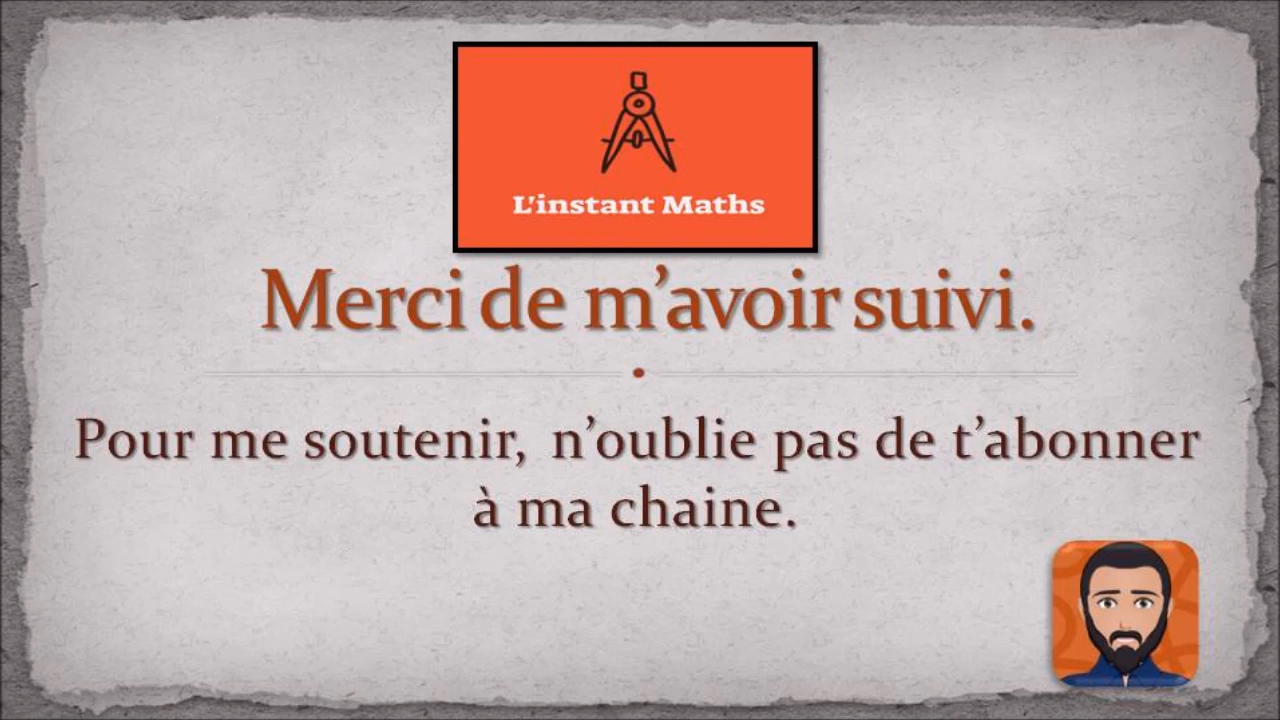 L'instant Maths
Merci de m’avoir suivi.
Pour me soutenir, n’oublie pas de t’abonner
à ma chaine.